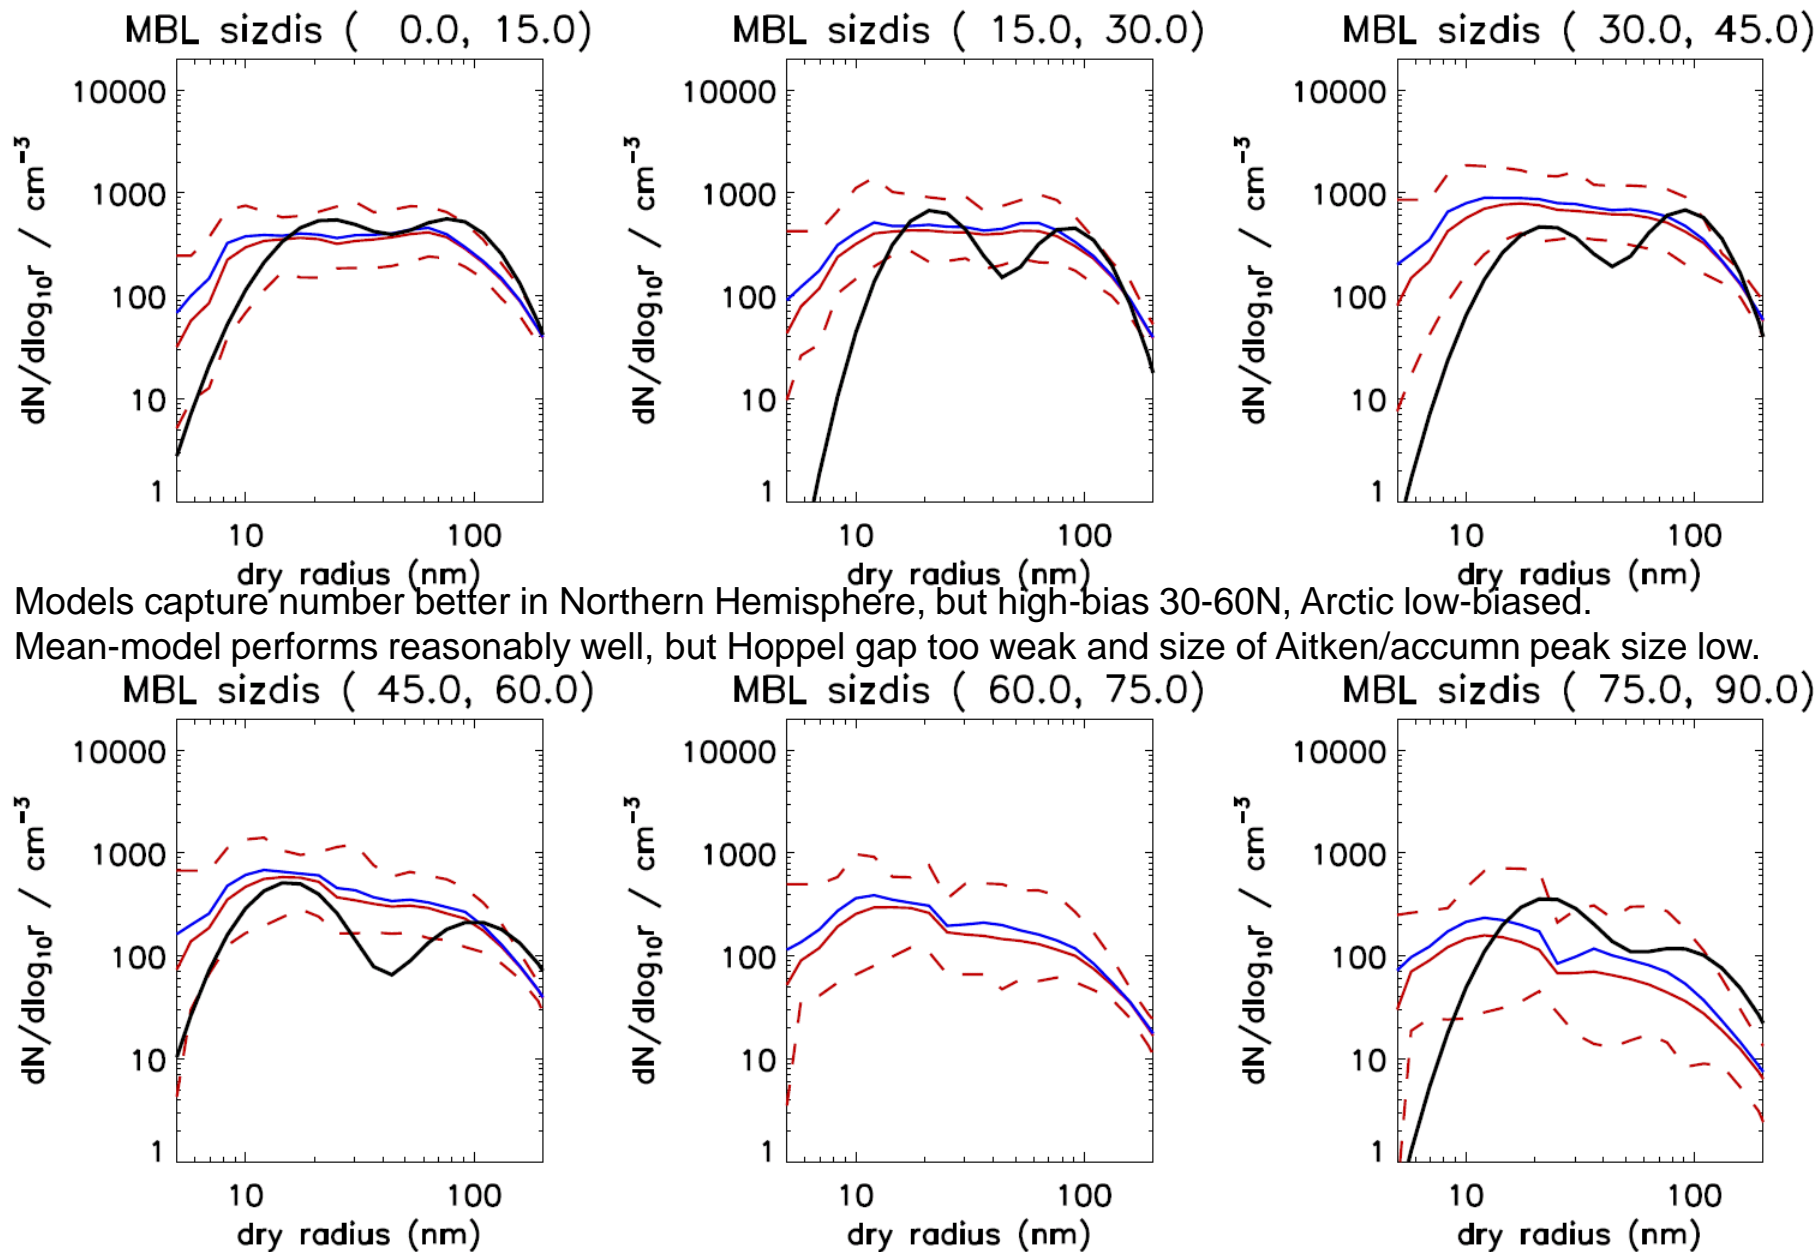 MBL sizdis ( 0.0, 15.0)
MBL sizdis ( 15.0, 30.0)
MBL sizdis ( 30.0, 45.0)
dN/dlog₁₀r / cm⁻³
10000
1000
100
10
1
10
100
dry radius (nm)
dN/dlog₁₀r / cm⁻³
10000
1000
100
10
1
10
100
dry radius (nm)
dN/dlog₁₀r / cm⁻³
10000
1000
100
10
1
10
100
dry radius (nm)
Models capture number better in Northern Hemisphere, but high-bias 30-60N, Arctic low-biased.
Mean-model performs reasonably well, but Hoppel gap too weak and size of Aitken/accumn peak size low.
MBL sizdis ( 45.0, 60.0)
MBL sizdis ( 60.0, 75.0)
MBL sizdis ( 75.0, 90.0)
dN/dlog₁₀r / cm⁻³
10000
1000
100
10
1
10
100
dry radius (nm)
dN/dlog₁₀r / cm⁻³
10000
1000
100
10
1
10
100
dry radius (nm)
dN/dlog₁₀r / cm⁻³
10000
1000
100
10
1
10
100
dry radius (nm)